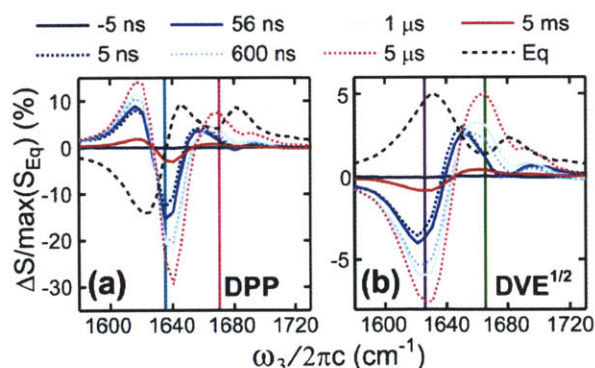 -5 ns 56 ns 1 μs 5 ms
5 ns 600 ns 5 μs Eq
ΔS/max(S_Eq) (%)
10
0
-10
-20
-30
(a) DPP
1600 1640 1680 1720
5
0
-5
(b) DVE^1/2
1600 1640 1680 1720
ω₃/2πc (cm⁻¹)